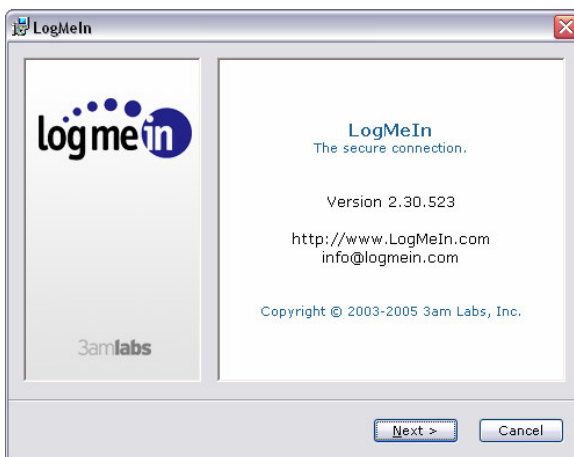 LogMeIn
logmein
LogMeIn
The secure connection.
Version 2.30.523
http://www.LogMeIn.com
info@logmein.com
Copyright © 2003-2005 3am Labs, Inc.
3amlabs
Next >
Cancel